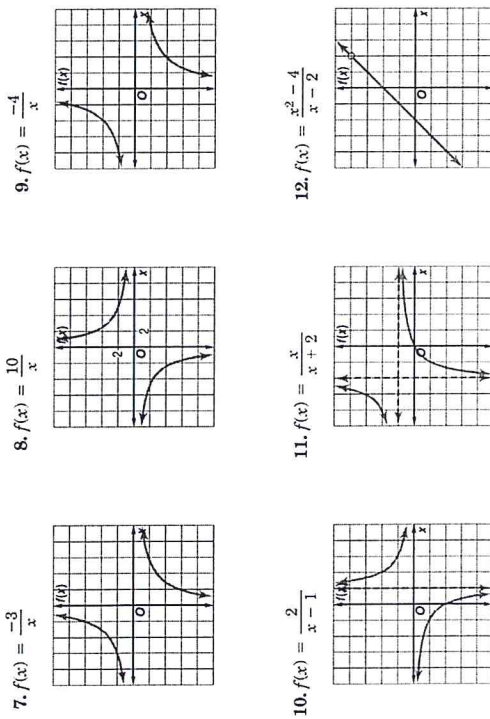 7. f(x) = -3/x
8. f(x) = 10/x
9. f(x) = -4/x
f(x)
O
x
f(x)
2
O
2
x
f(x)
O
x
10. f(x) = 2/(x - 1)
11. f(x) = x/(x + 2)
12. f(x) = (x² - 4)/(x - 2)
f(x)
O
x
f(x)
O
x
f(x)
O
x